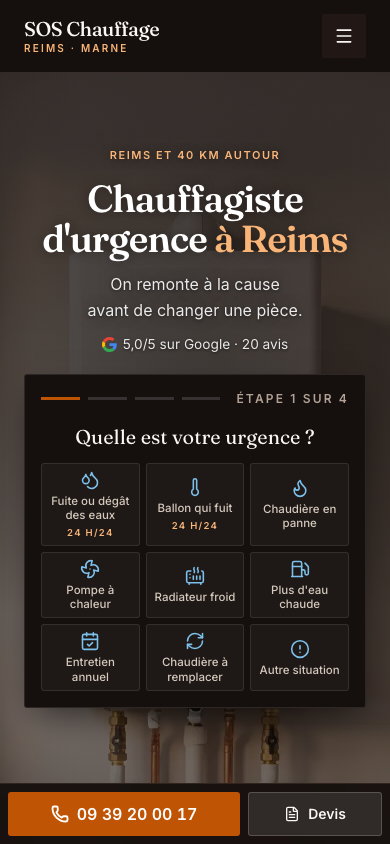 SOS Chauffage
REIMS · MARNE
REIMS ET 40 KM AUTOUR
Chauffagiste
d'urgence à Reims
On remonte à la cause
avant de changer une pièce.
5,0/5 sur Google · 20 avis
ÉTAPE 1 SUR 4
Quelle est votre urgence ?
Fuite ou dégât
des eaux
24 H/24
Ballon qui fuit
24 H/24
Chaudière en
panne
Pompe à
chaleur
Radiateur froid
Plus d'eau
chaude
Entretien
annuel
Chaudière à
remplacer
Autre situation
09 39 20 00 17
Devis